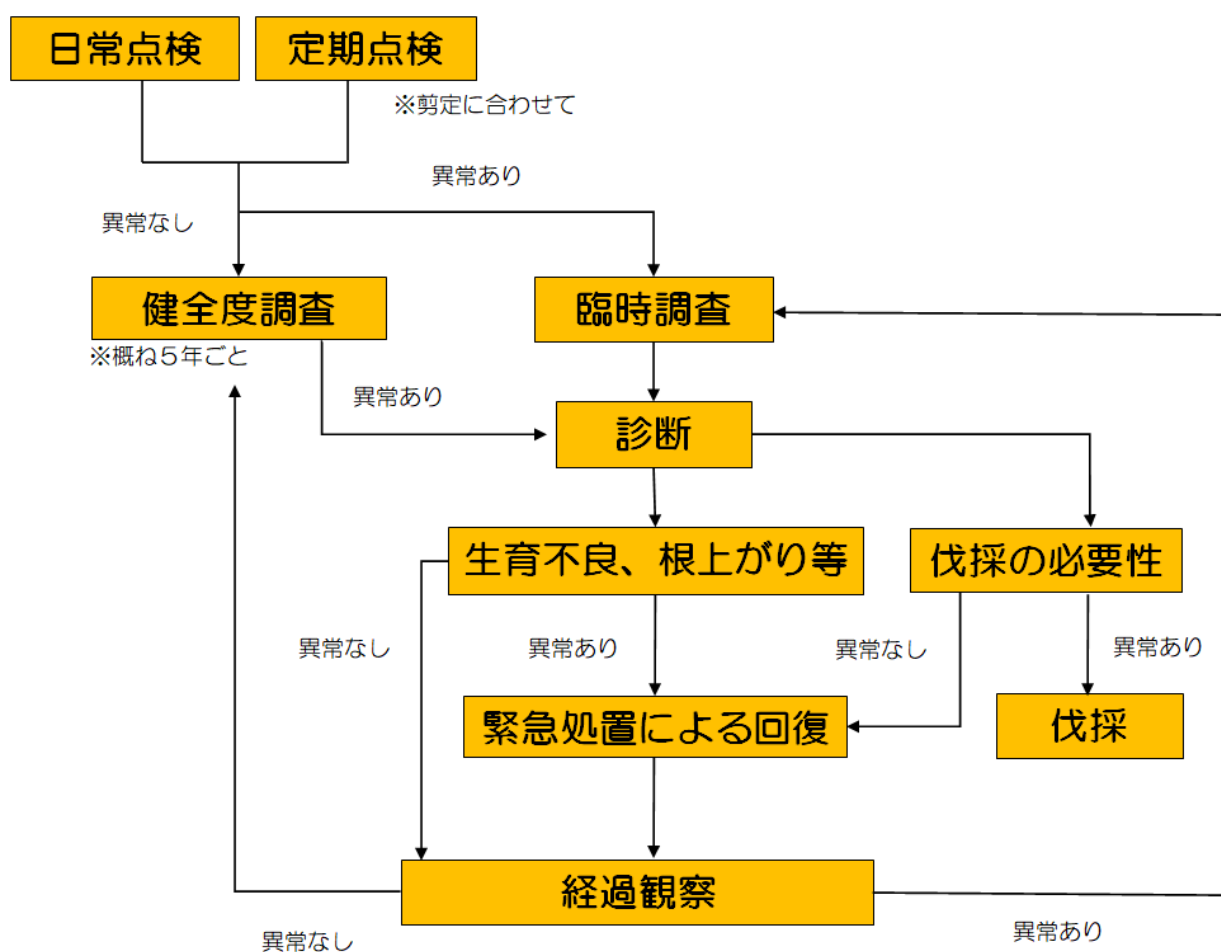 日常点検
定期点検
※剪定に合わせて
異常あり
異常なし
健全度調査
臨時調査
※概ね５年ごと
異常あり
診断
生育不良、根上がり等
伐採の必要性
異常なし
異常あり
異常なし
異常あり
緊急処置による回復
伐採
経過観察
異常なし
異常あり